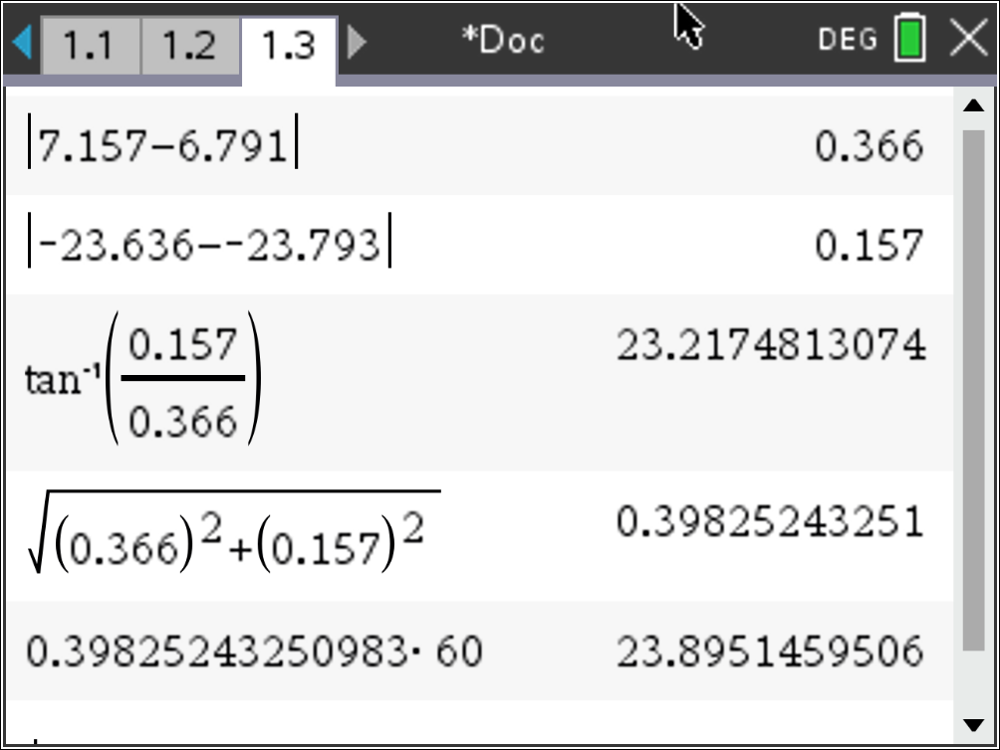 1.1 1.2 1.3 *Doc DEG
|7.157−6.791| 0.366
|-23.636−-23.793| 0.157
tan⁻¹(0.157/0.366) 23.2174813074
√((0.366)²+(0.157)²) 0.39825243251
0.39825243250983· 60 23.8951459506